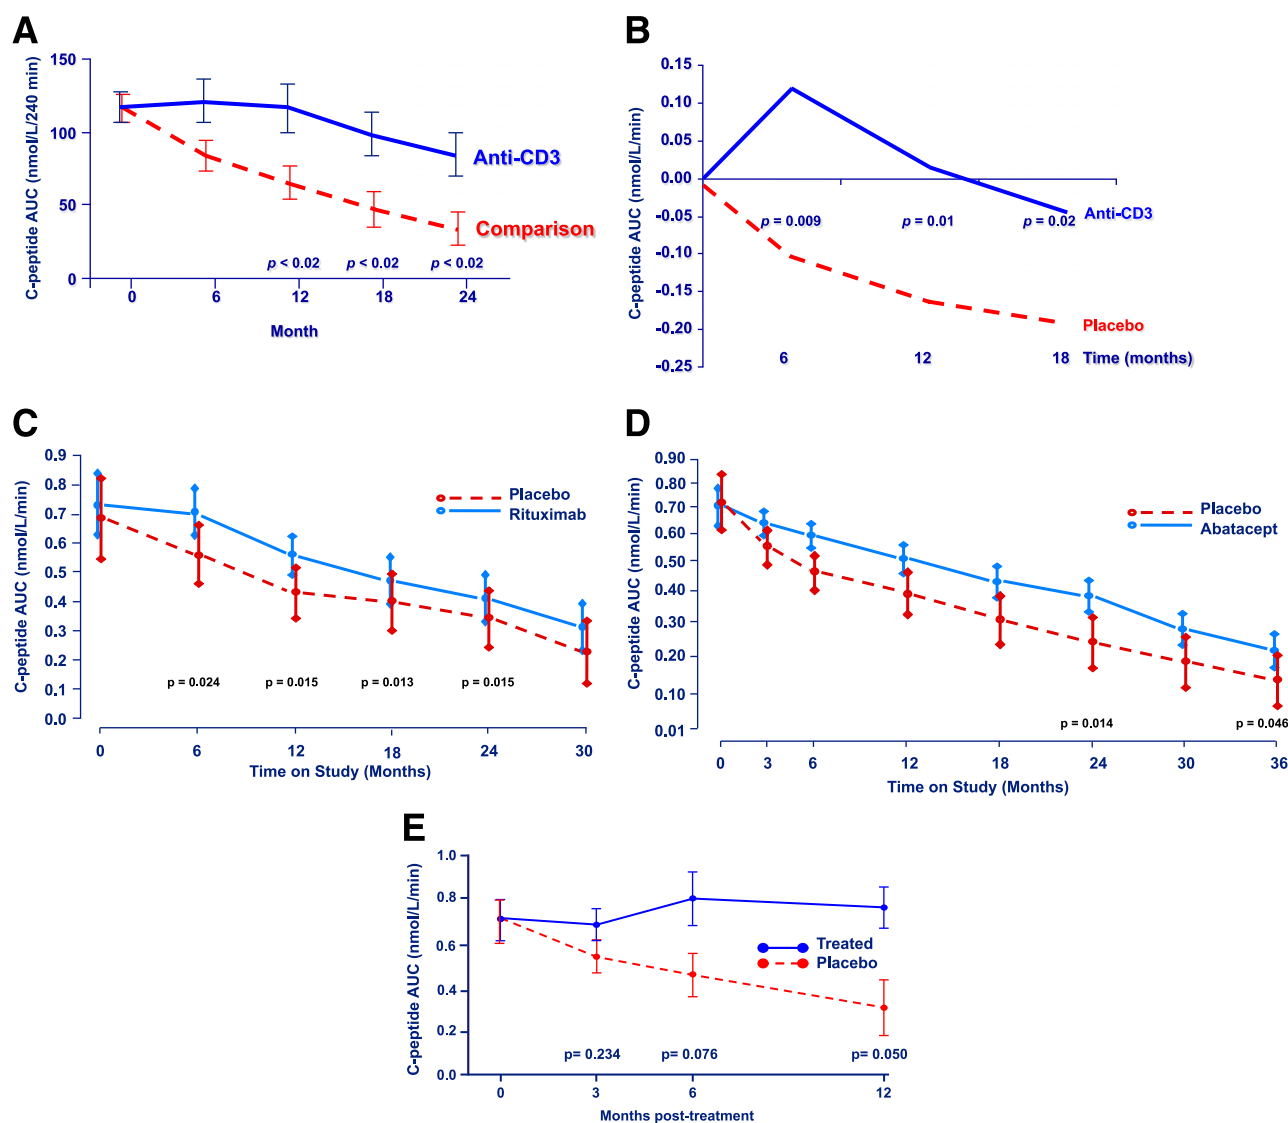 A
C-peptide AUC (nmol/L/240 min)
150
100
50
0
Anti-CD3
Comparison
p < 0.02
p < 0.02
p < 0.02
0
6
12
18
24
Month
B
C-peptide AUC (nmol/L/min)
0.15
0.10
0.05
0.00
-0.05
-0.10
-0.15
-0.20
-0.25
p = 0.009
p = 0.01
p = 0.02
Anti-CD3
Placebo
6
12
18
Time (months)
C
C-peptide AUC (nmol/L/min)
0.9
0.8
0.7
0.6
0.5
0.4
0.3
0.2
0.1
0.0
Placebo
Rituximab
p = 0.024
p = 0.015
p = 0.013
p = 0.015
0
6
12
18
24
30
Time on Study (Months)
D
C-peptide AUC (nmol/L/min)
0.90
0.80
0.70
0.50
0.40
0.30
0.20
0.10
0.01
Placebo
Abatacept
p = 0.014
p = 0.046
0
3
6
12
18
24
30
36
Time on Study (Months)
E
C-peptide AUC (nmol/L/min)
1.0
0.8
0.6
0.4
0.2
0.0
Treated
Placebo
p= 0.234
p= 0.076
p= 0.050
0
3
6
12
Months post-treatment